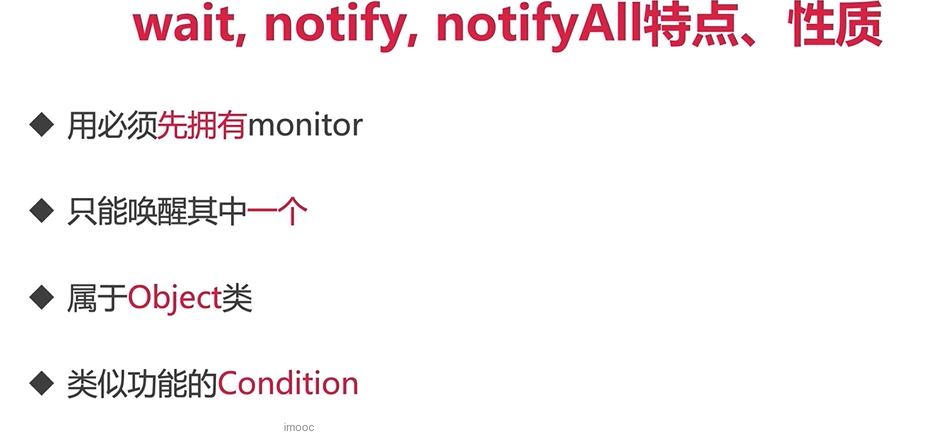 wait, notify, notifyAll特点、性质
◆ 用必须先拥有monitor
◆ 只能唤醒其中一个
◆ 属于Object类
◆ 类似功能的Condition
imooc